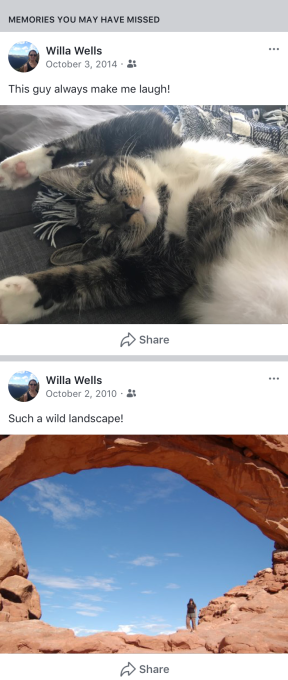 MEMORIES YOU MAY HAVE MISSED
Willa Wells
October 3, 2014 ·
This guy always make me laugh!
Share
Willa Wells
October 2, 2010 ·
Such a wild landscape!
Share